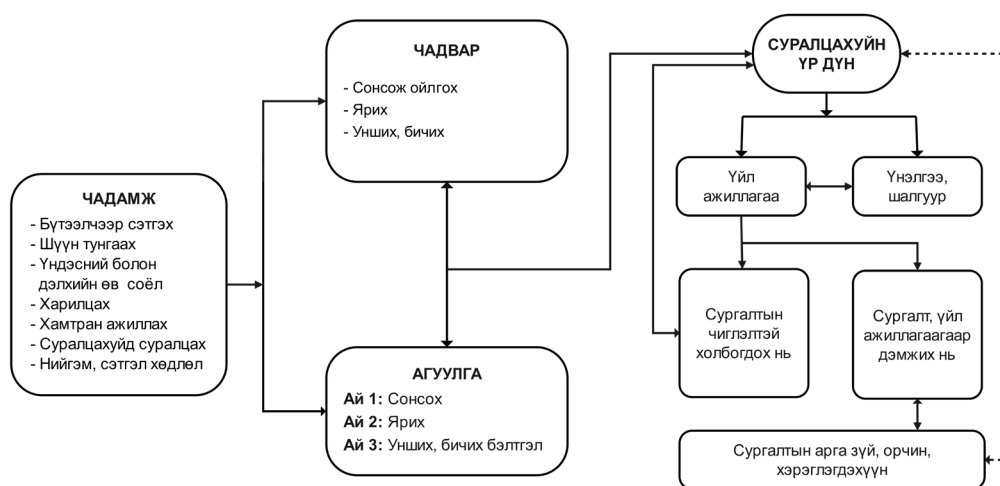 ЧАДАМЖ
- Бүтээлчээр сэтгэх
- Шүүн тунгаах
- Үндэсний болон
дэлхийн өв соёл
- Харилцах
- Хамтран ажиллах
- Суралцахуйд суралцах
- Нийгэм, сэтгэл хөдлөл
ЧАДВАР
- Сонсож ойлгох
- Ярих
- Унших, бичих
АГУУЛГА
Ай 1: Сонсох
Ай 2: Ярих
Ай 3: Унших, бичих бэлтгэл
СУРАЛЦАХУЙН
ҮР ДҮН
Үйл
ажиллагаа
Үнэлгээ,
шалгуур
Сургалтын
чиглэлтэй
холбогдох нь
Сургалт, үйл
ажиллагаагаар
дэмжих нь
Сургалтын арга зүй, орчин,
хэрэглэгдэхүүн